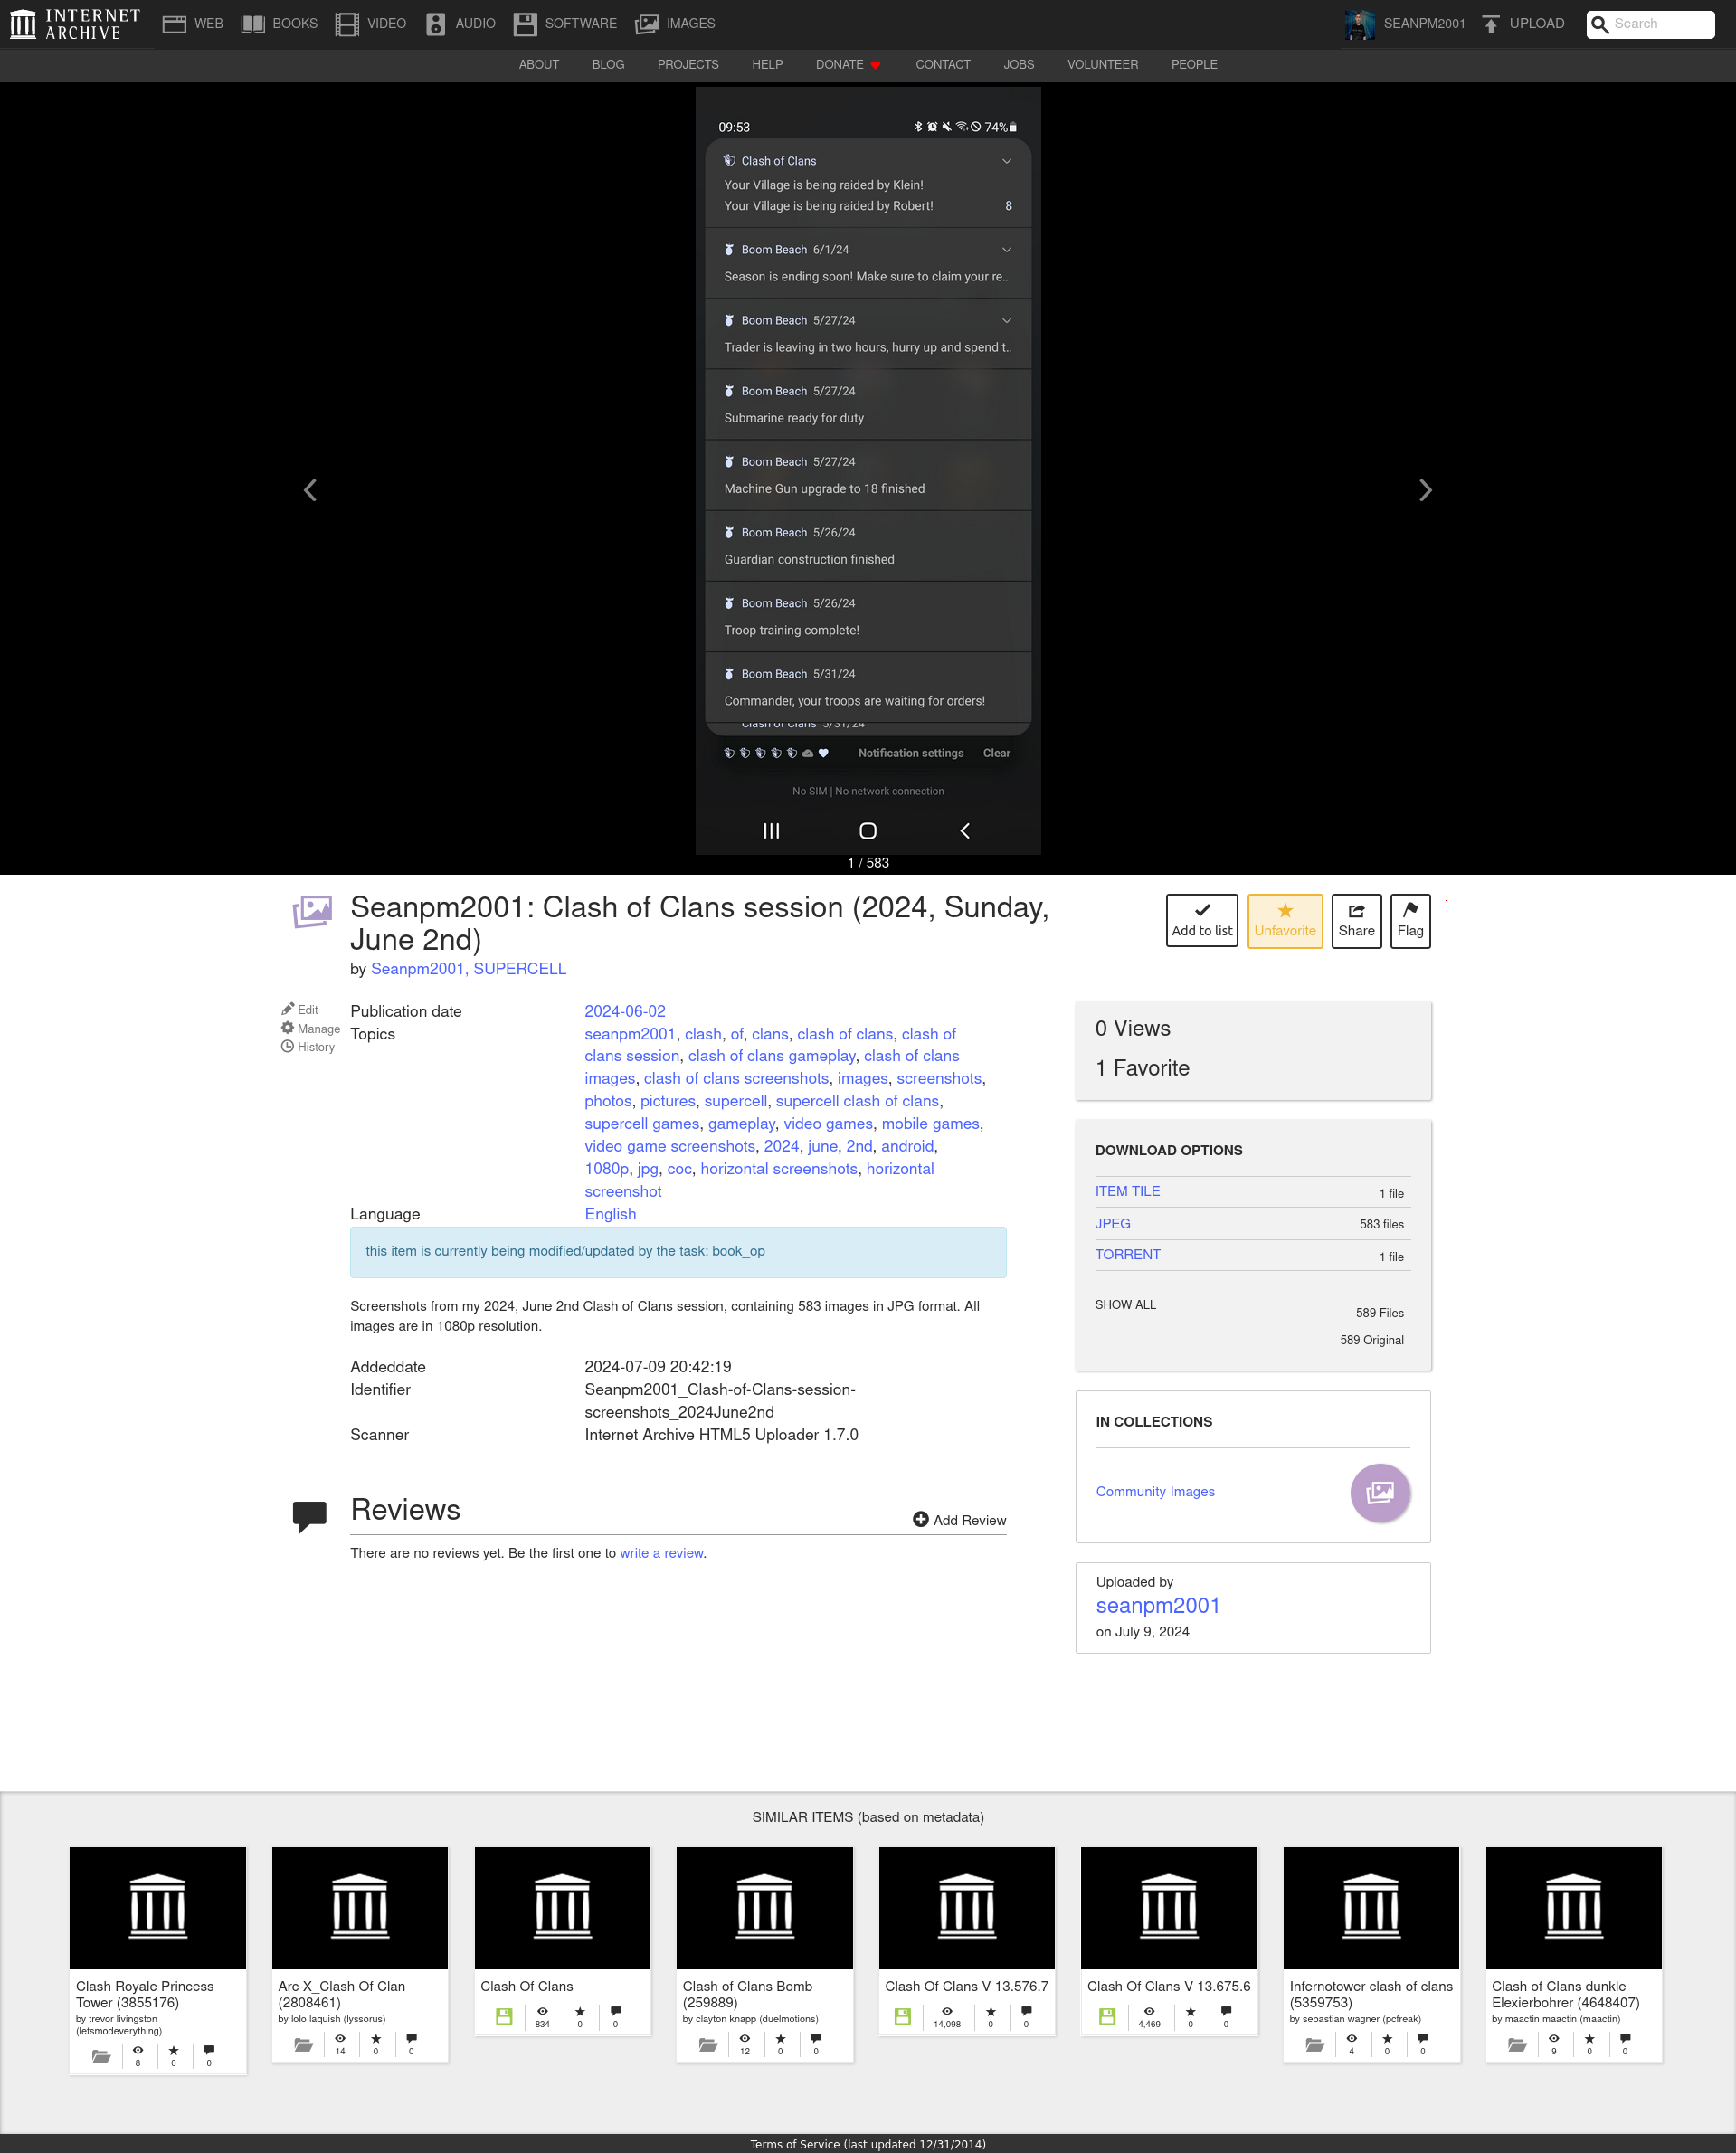 INTERNET
ARCHIVE
WEB BOOKS VIDEO AUDIO SOFTWARE IMAGES SEANPM2001 UPLOAD Search
ABOUT BLOG PROJECTS HELP DONATE CONTACT JOBS VOLUNTEER PEOPLE
09:53 74%
Clash of Clans
Your Village is being raided by Klein!
Your Village is being raided by Robert! 8
Boom Beach 6/1/24
Season is ending soon! Make sure to claim your re..
Boom Beach 5/27/24
Trader is leaving in two hours, hurry up and spend t..
Boom Beach 5/27/24
Submarine ready for duty
Boom Beach 5/27/24
Machine Gun upgrade to 18 finished
Boom Beach 5/26/24
Guardian construction finished
Boom Beach 5/26/24
Troop training complete!
Boom Beach 5/31/24
Commander, your troops are waiting for orders!
Clash of Clans 5/31/24
Notification settings Clear
No SIM | No network connection
1 / 583
Seanpm2001: Clash of Clans session (2024, Sunday,
June 2nd)
by Seanpm2001, SUPERCELL
Add to list Unfavorite Share Flag
Edit
Manage
History
Publication date 2024-06-02
Topics seanpm2001, clash, of, clans, clash of clans, clash of
clans session, clash of clans gameplay, clash of clans
images, clash of clans screenshots, images, screenshots,
photos, pictures, supercell, supercell clash of clans,
supercell games, gameplay, video games, mobile games,
video game screenshots, 2024, june, 2nd, android,
1080p, jpg, coc, horizontal screenshots, horizontal
screenshot
Language English
this item is currently being modified/updated by the task: book_op
Screenshots from my 2024, June 2nd Clash of Clans session, containing 583 images in JPG format. All
images are in 1080p resolution.
Addeddate 2024-07-09 20:42:19
Identifier Seanpm2001_Clash-of-Clans-session-
screenshots_2024June2nd
Scanner Internet Archive HTML5 Uploader 1.7.0
Reviews
Add Review
There are no reviews yet. Be the first one to write a review.
0 Views
1 Favorite
DOWNLOAD OPTIONS
ITEM TILE 1 file
JPEG 583 files
TORRENT 1 file
SHOW ALL 589 Files
589 Original
IN COLLECTIONS
Community Images
Uploaded by
seanpm2001
on July 9, 2024
SIMILAR ITEMS (based on metadata)
Clash Royale Princess
Tower (3855176)
by trevor livingston
(letsmodeverything)
8 0 0
Arc-X_Clash Of Clan
(2808461)
by lolo laquish (lyssorus)
14 0 0
Clash Of Clans
834 0 0
Clash of Clans Bomb
(259889)
by clayton knapp (duelmotions)
12 0 0
Clash Of Clans V 13.576.7
14,098 0 0
Clash Of Clans V 13.675.6
4,469 0 0
Infernotower clash of clans
(5359753)
by sebastian wagner (pcfreak)
4 0 0
Clash of Clans dunkle
Elexierbohrer (4648407)
by maactin maactin (maactin)
9 0 0
Terms of Service (last updated 12/31/2014)